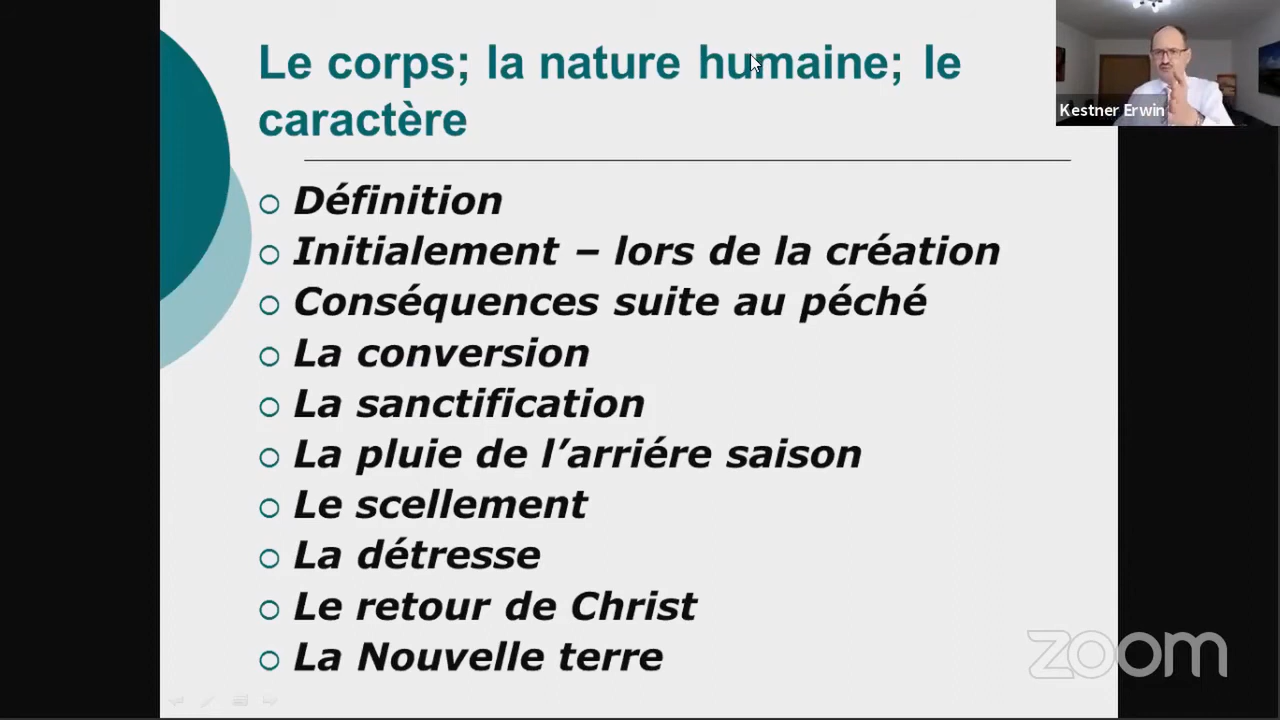 Le corps; la nature humaine; le
caractère
Définition
Initialement – lors de la création
Conséquences suite au péché
La conversion
La sanctification
La pluie de l’arriére saison
Le scellement
La détresse
Le retour de Christ
La Nouvelle terre
Kestner Erwin
zoom